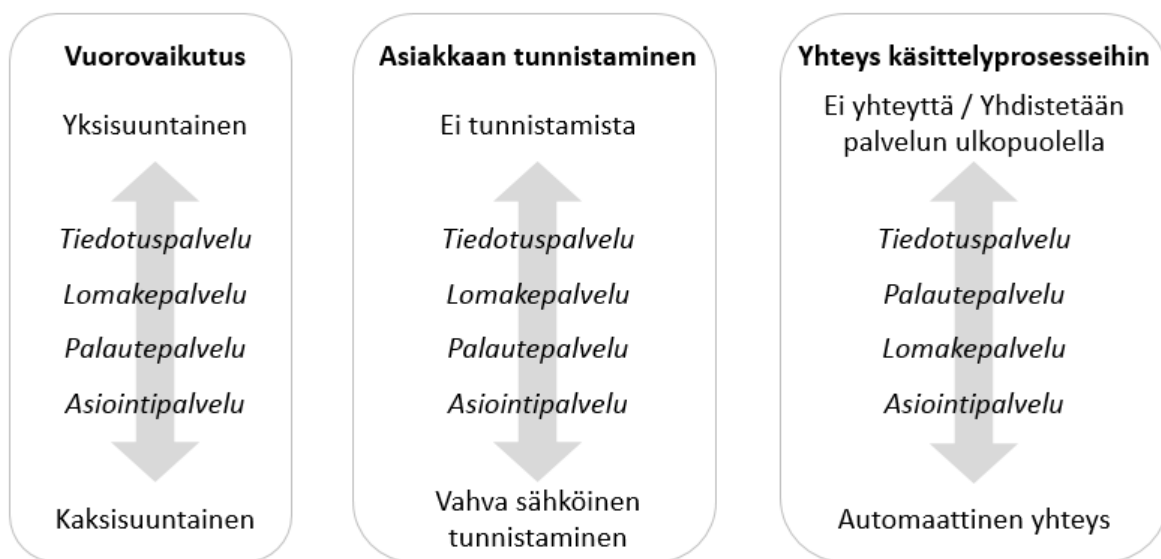 Vuorovaikutus
Yksisuuntainen
Tiedotuspalvelu
Lomakepalvelu
Palautepalvelu
Asiointipalvelu
Kaksisuuntainen
Asiakkaan tunnistaminen
Ei tunnistamista
Tiedotuspalvelu
Lomakepalvelu
Palautepalvelu
Asiointipalvelu
Vahva sähköinen
tunnistaminen
Yhteys käsittelyprosesseihin
Ei yhteyttä / Yhdistetään
palvelun ulkopuolella
Tiedotuspalvelu
Palautepalvelu
Lomakepalvelu
Asiointipalvelu
Automaattinen yhteys